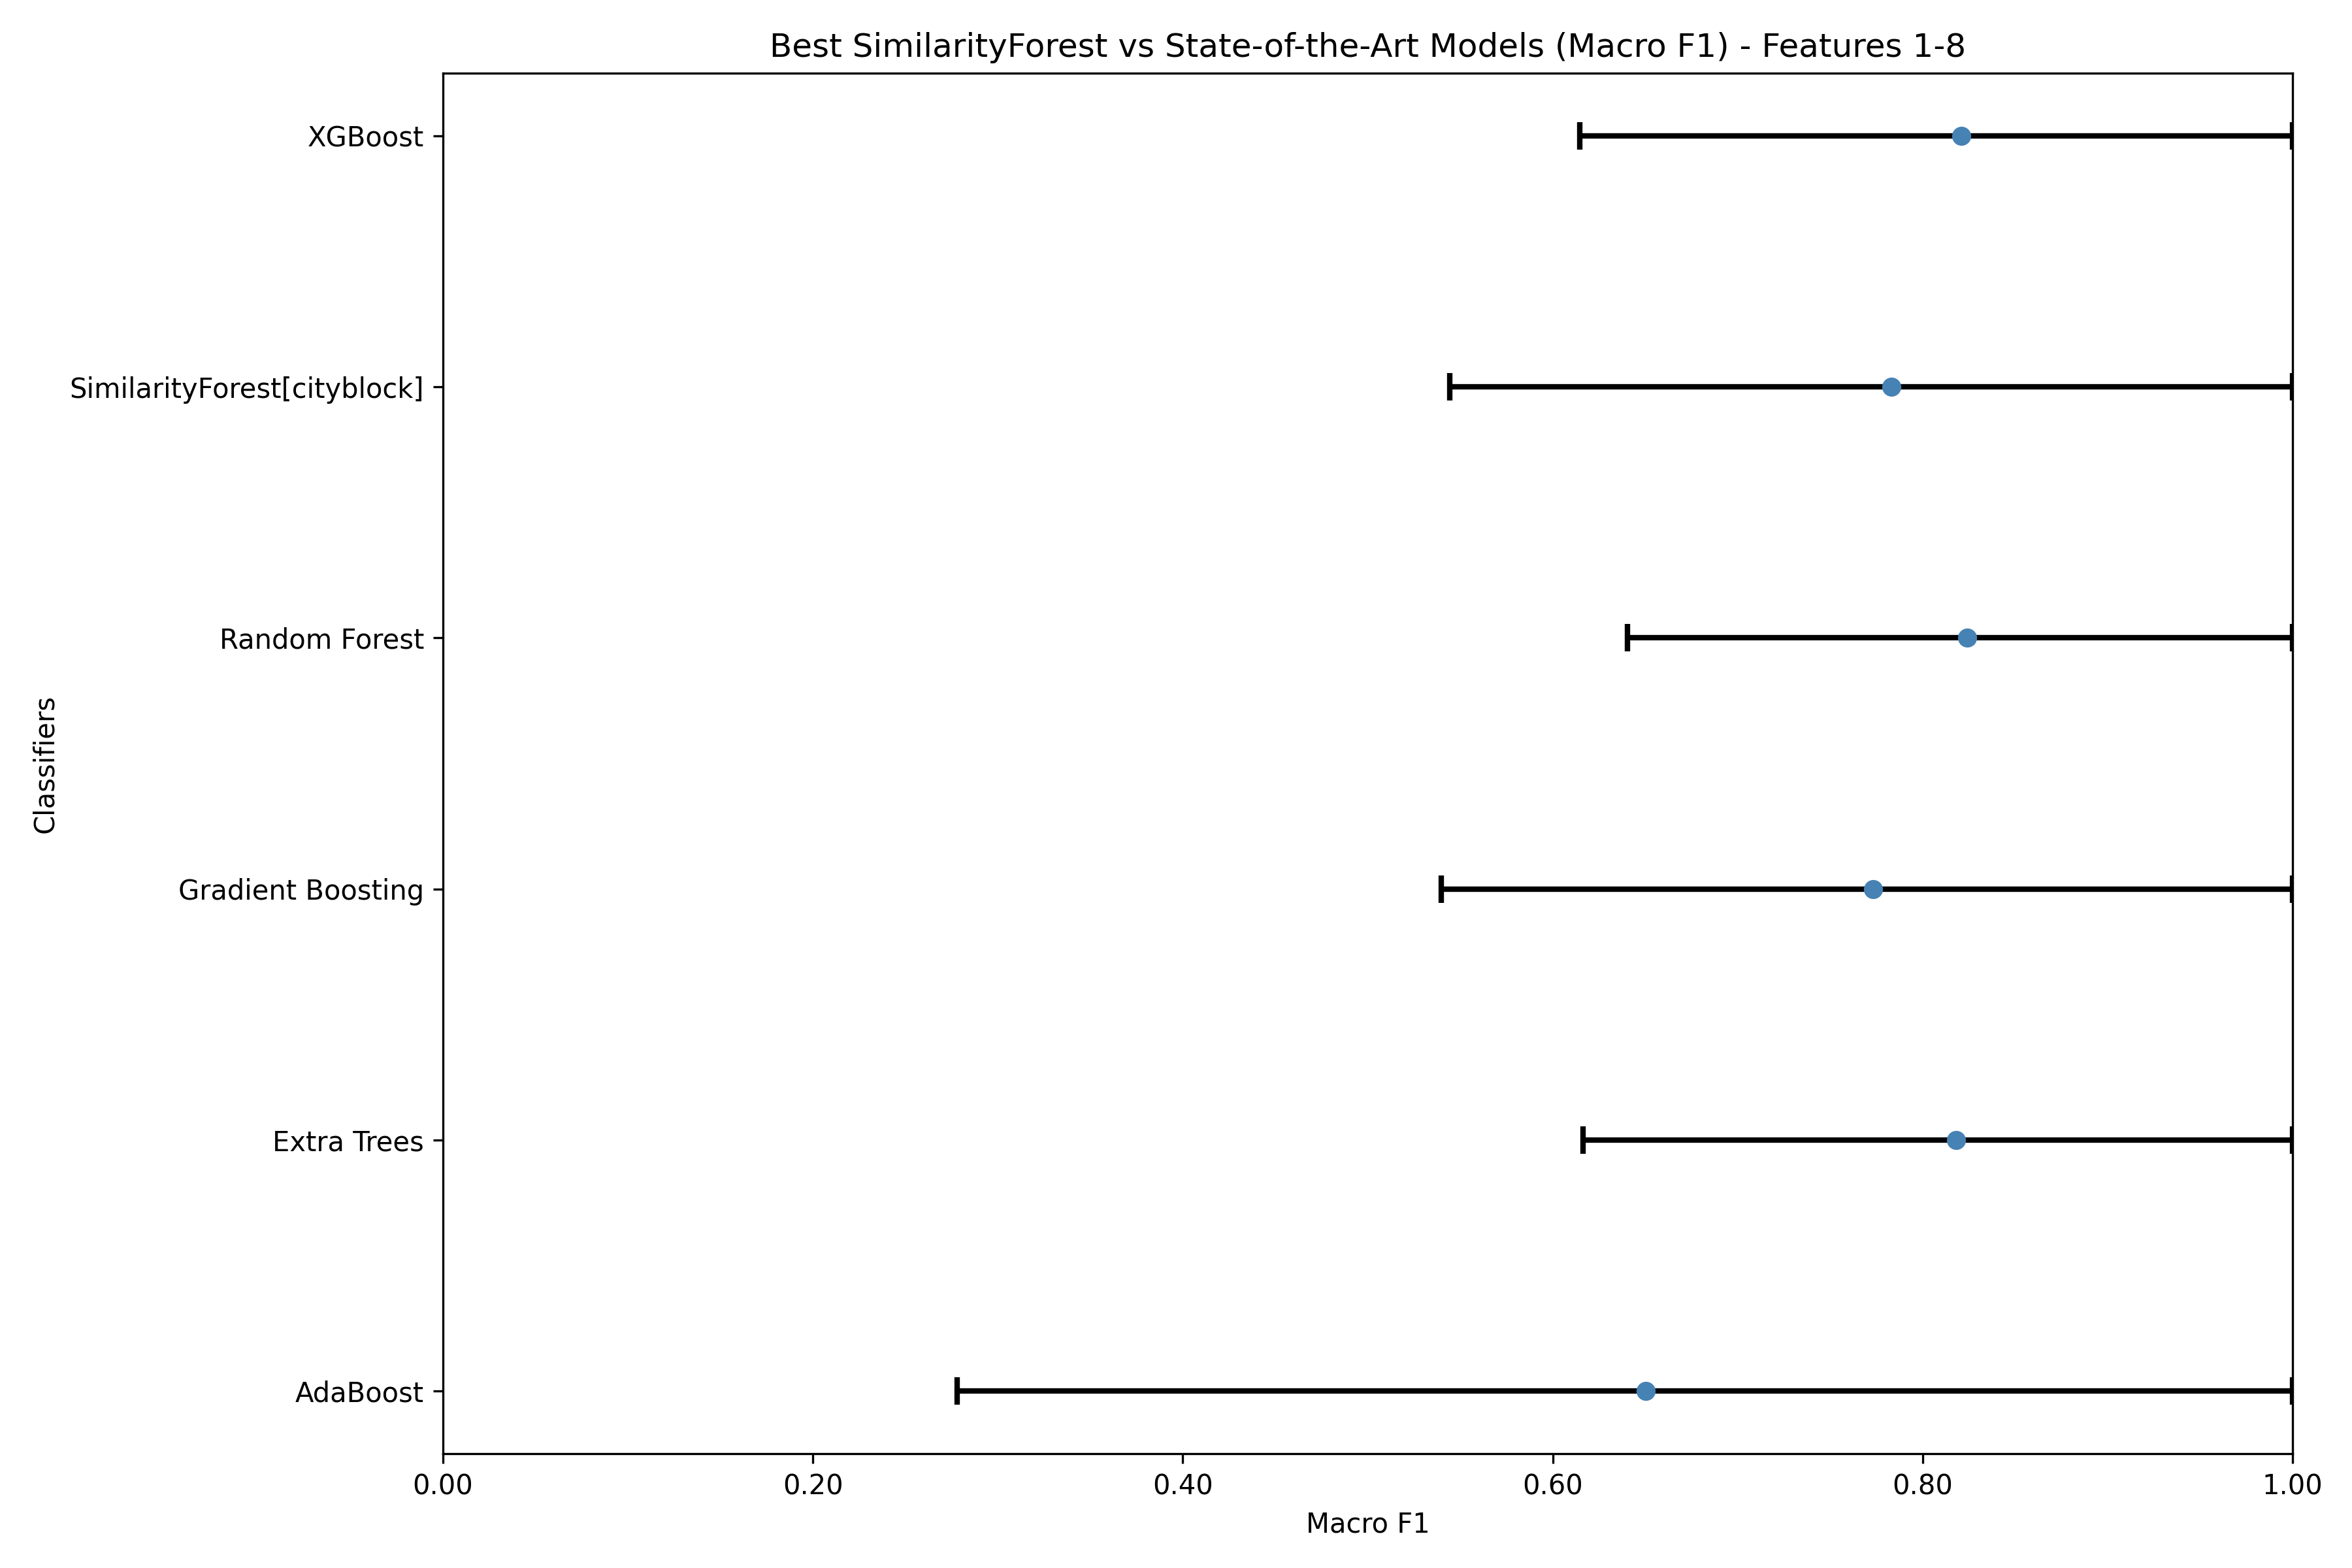 Best SimilarityForest vs State-of-the-Art Models (Macro F1) - Features 1-8
XGBoost
SimilarityForest[cityblock]
Random Forest
Gradient Boosting
Extra Trees
AdaBoost
Classifiers
0.00 0.20 0.40 0.60 0.80 1.00
Macro F1